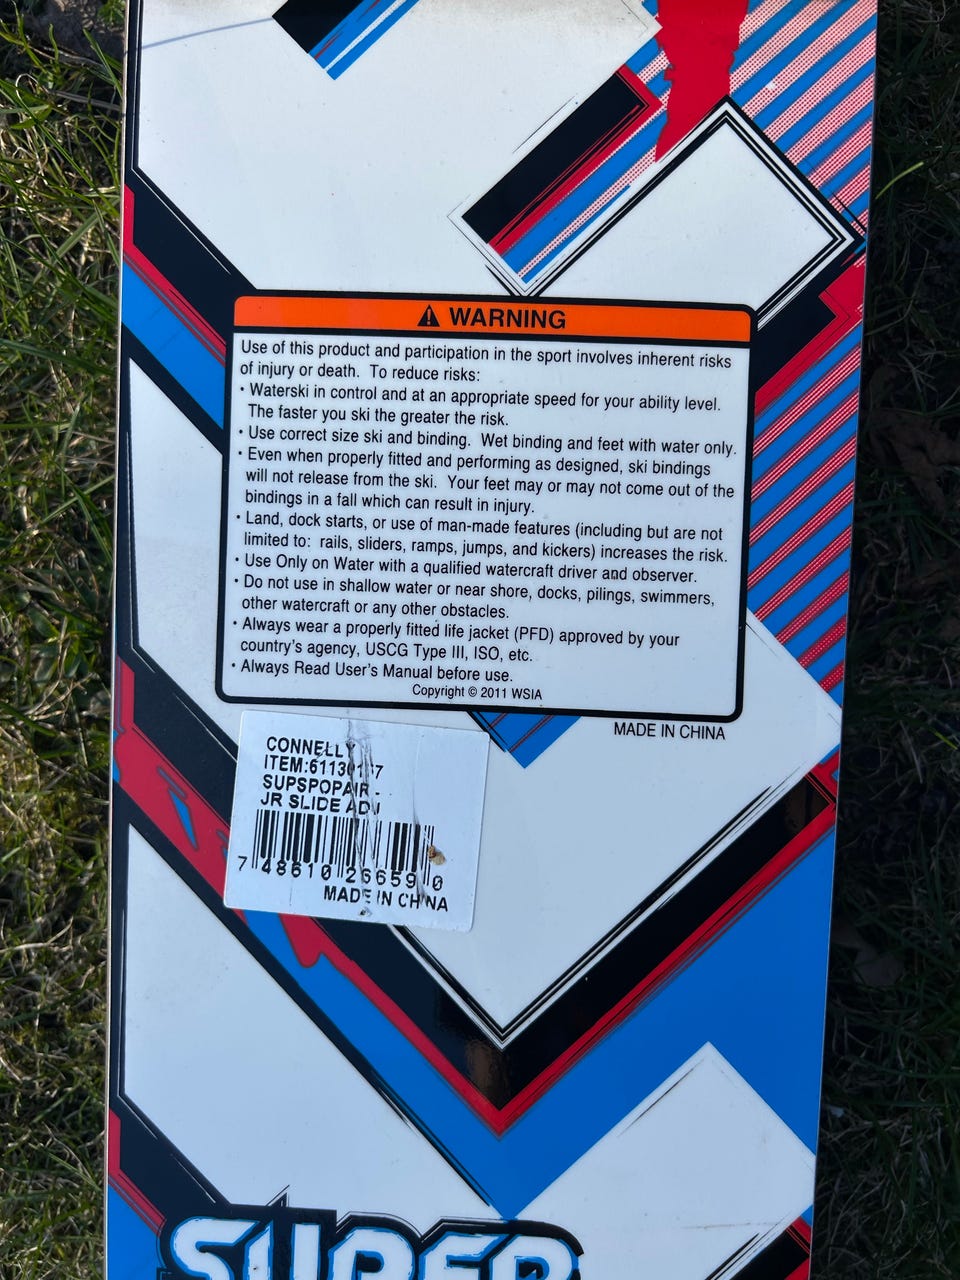 WARNING
Use of this product and participation in the sport involves inherent risks
of injury or death. To reduce risks:
• Waterski in control and at an appropriate speed for your ability level.
The faster you ski the greater the risk.
• Use correct size ski and binding. Wet binding and feet with water only.
• Even when properly fitted and performing as designed, ski bindings
will not release from the ski. Your feet may or may not come out of the
bindings in a fall which can result in injury.
• Land, dock starts, or use of man-made features (including but are not
limited to: rails, sliders, ramps, jumps, and kickers) increases the risk.
• Use Only on Water with a qualified watercraft driver and observer.
• Do not use in shallow water or near shore, docks, pilings, swimmers,
other watercraft or any other obstacles.
• Always wear a properly fitted life jacket (PFD) approved by your
country's agency, USCG Type III, ISO, etc.
• Always Read User's Manual before use.
Copyright © 2011 WSIA
MADE IN CHINA
CONNELLY
SUPSPOPAIR
JR SLIDE ADJ
7 48610 26659 0
MADE IN CHINA
SUPER